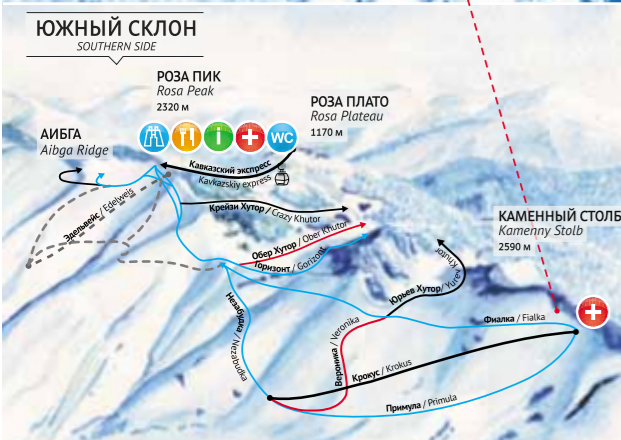 ЮЖНЫЙ СКЛОН
SOUTHERN SIDE
РОЗА ПИК
Rosa Peak
2320 м
РОЗА ПЛАТО
Rosa Plateau
1170 м
АИБГА
Aibga Ridge
WC
Кавказский экспресс
Kavkazskiy express
Эдельвейс / Edelweis
Крейзи Хутор / Crazy Khutor
КАМЕННЫЙ СТОЛБ
Kamenny Stolb
2590 м
Обер Хутор / Ober Khutor
Горизонт / Gorizont
Юрьев Хутор / Yurev Khutor
Незабудка / Nezabudka
Фиалка / Fialka
Вероника / Veronika
Крокус / Krokus
Примула / Primula